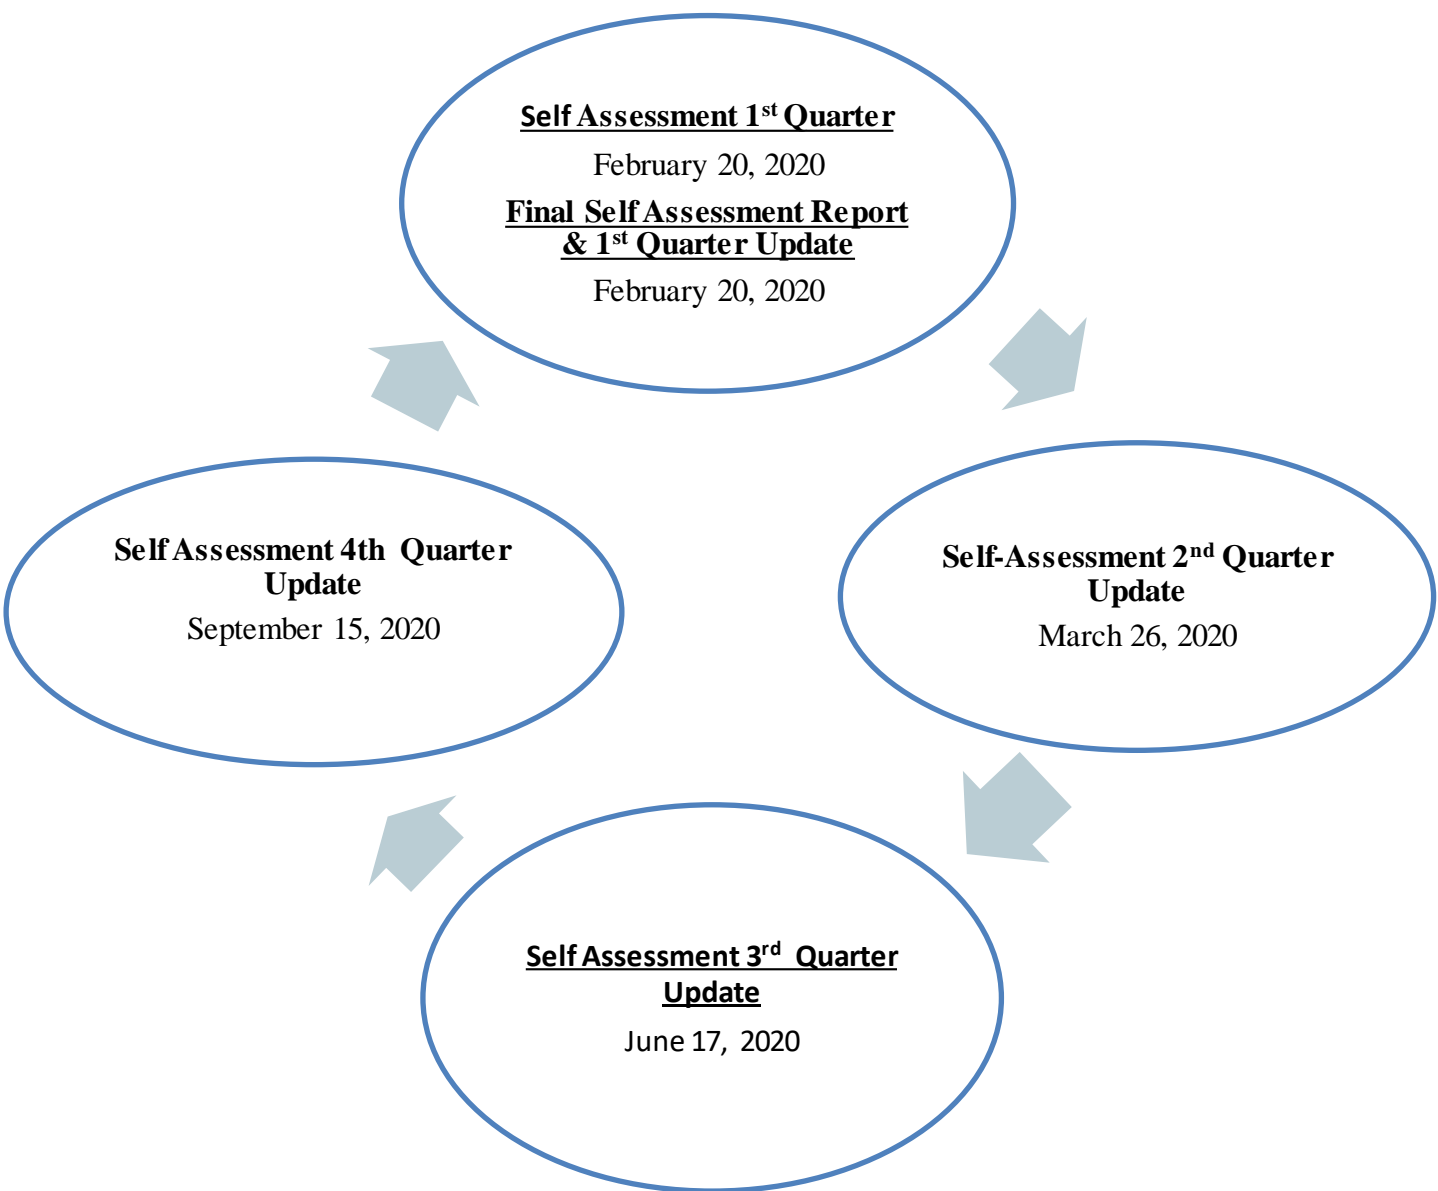 Self Assessment 1st Quarter
February 20, 2020
Final Self Assessment Report
& 1st Quarter Update
February 20, 2020
Self Assessment 4th Quarter
Update
September 15, 2020
Self-Assessment 2nd Quarter
Update
March 26, 2020
Self Assessment 3rd Quarter
Update
June 17, 2020